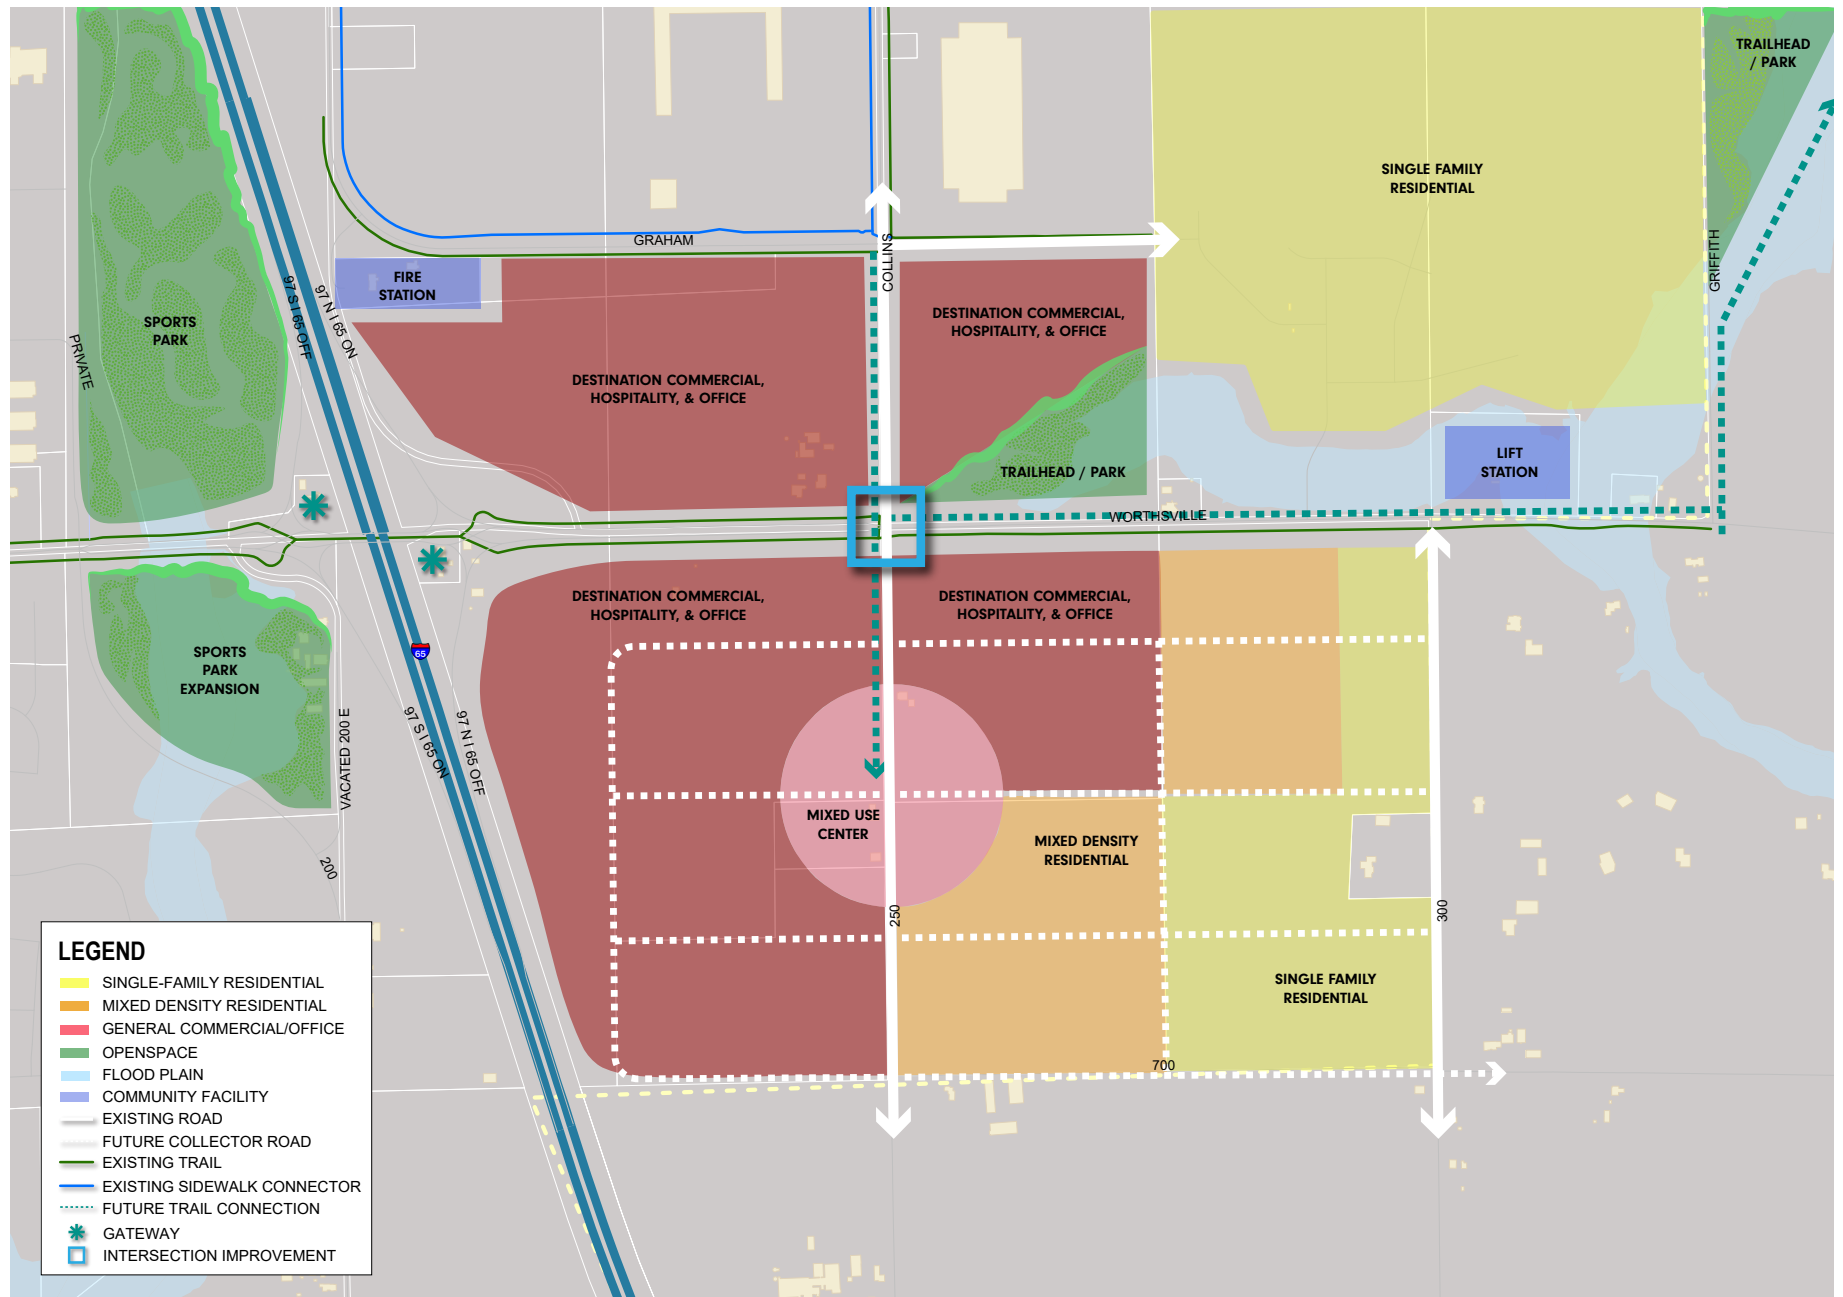 TRAILHEAD
/ PARK
SINGLE FAMILY
RESIDENTIAL
GRAHAM
COLLINS
GRIFFITH
FIRE
STATION
97 S I 65 OFF
97 N I 65 ON
SPORTS
PARK
PRIVATE
DESTINATION COMMERCIAL,
HOSPITALITY, & OFFICE
DESTINATION COMMERCIAL,
HOSPITALITY, & OFFICE
TRAILHEAD / PARK
LIFT
STATION
WORTHSVILLE
DESTINATION COMMERCIAL,
HOSPITALITY, & OFFICE
DESTINATION COMMERCIAL,
HOSPITALITY, & OFFICE
65
SPORTS
PARK
EXPANSION
VACATED 200 E
97 S I 65 ON
97 N I 65 OFF
200
MIXED USE
CENTER
MIXED DENSITY
RESIDENTIAL
250
300
SINGLE FAMILY
RESIDENTIAL
700
LEGEND
SINGLE-FAMILY RESIDENTIAL
MIXED DENSITY RESIDENTIAL
GENERAL COMMERCIAL/OFFICE
OPENSPACE
FLOOD PLAIN
COMMUNITY FACILITY
EXISTING ROAD
FUTURE COLLECTOR ROAD
EXISTING TRAIL
EXISTING SIDEWALK CONNECTOR
FUTURE TRAIL CONNECTION
GATEWAY
INTERSECTION IMPROVEMENT